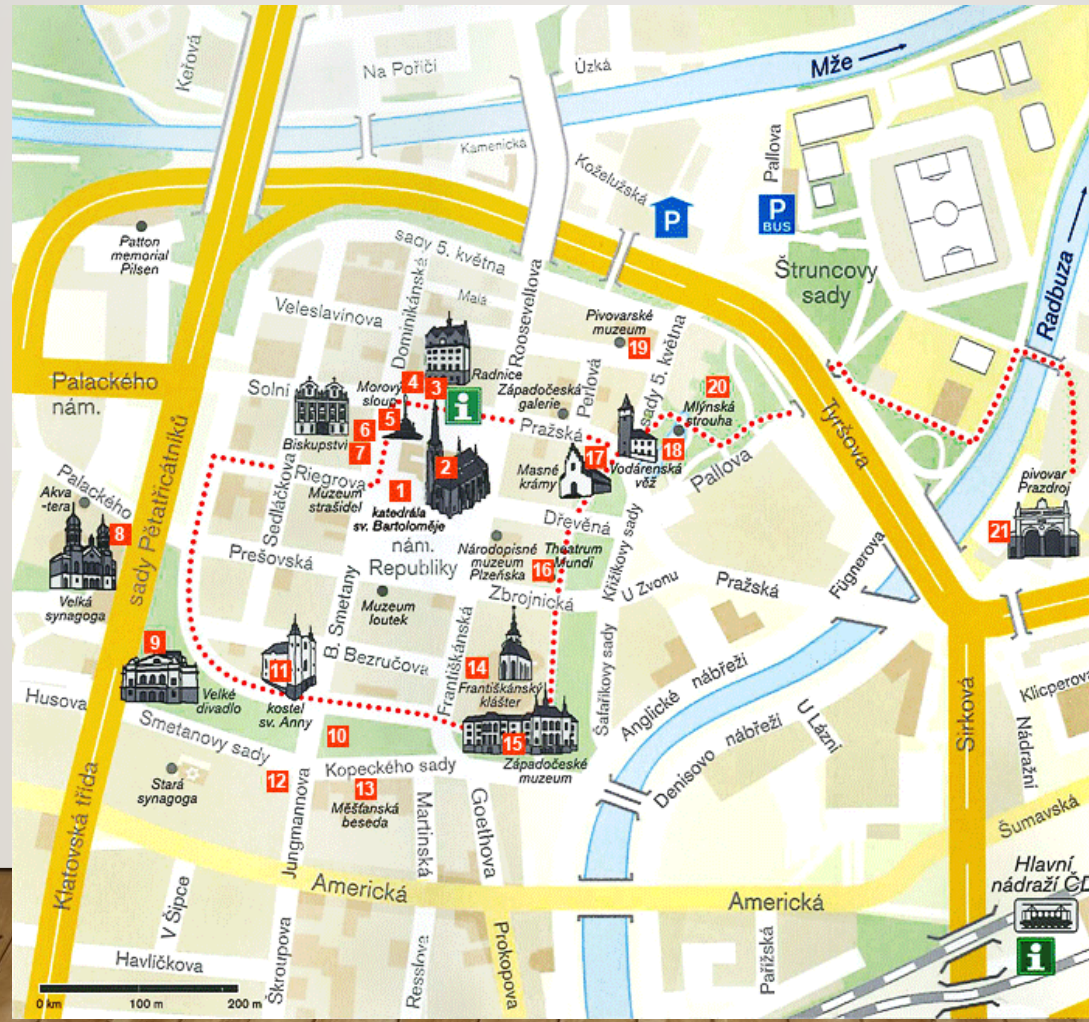 Keřová
Na Poříčí
Úzká
Mže
Kamenická
Koželužská
Pallova
P
P
BUS
Patton
memorial
Pilsen
sady 5. května
Štruncovy
sady
Radbuza
Malá
Veleslavínova
Dominikánská
Rooseveltova
Pivovarské
muzeum
19
sady 5. května
Palackého
nám.
Solní
Radnice
Morový
sloup
4
3
i
5
6
7
Biskupství
Západočeská
galerie
Perlová
20
Mlýnská
strouha
Pražská
18
Vodárenská
věž
17
Masné
krámy
Pallova
Tyršova
sady Pětatřicátníků
Riegrova
Muzeum
strašidel
Sedláčkova
1
2
katedrála
sv. Bartoloměje
nám.
Republiky
pivovar
Prazdroj
21
Palackého
Akva
-tera
8
Velká
synagoga
Prešovská
Dřevěná
Národopisné
muzeum
Plzeňska
16
Theatrum
Mundi
Křižíkovy sady
U Zvonu
Pražská
Fügnerova
Zbrojnická
Muzeum
loutek
B. Smetany
Bezručova
Františkánská
14
Františkánský
klášter
Šafaříkovy sady
Anglické nábřeží
U Lázní
Denisovo nábřeží
Sirková
Klicperova
Nádražní
9
Velké
divadlo
11
kostel
sv. Anny
Husova
Smetanovy sady
10
15
Západočeské
muzeum
Stará
synagoga
12
Kopeckého sady
13
Měšťanská
beseda
Jungmannova
Martinská
Goethova
Klatovská třída
Americká
Americká
Šumavská
Hlavní
nádraží ČD
i
V Šipce
Havlíčkova
Škroupova
Resslova
Prokopova
Pařížská
0 km 100 m 200 m